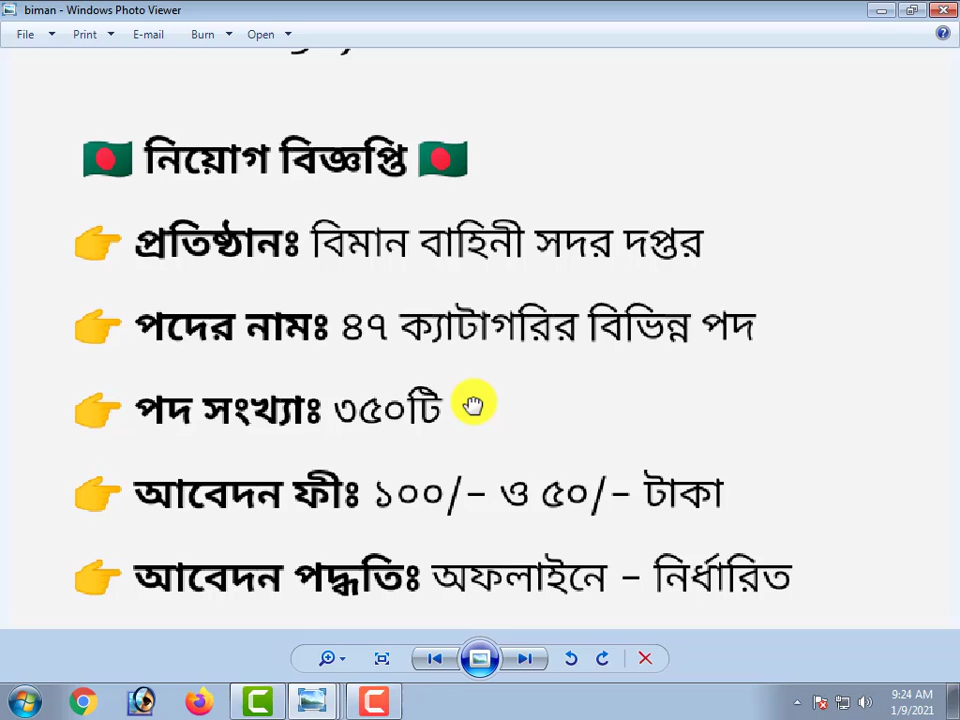 biman - Windows Photo Viewer
File Print E-mail Burn Open
🇧🇩 নিয়োগ বিজ্ঞপ্তি 🇧🇩
👉 প্রতিষ্ঠানঃ বিমান বাহিনী সদর দপ্তর
👉 পদের নামঃ ৪৭ ক্যাটাগরির বিভিন্ন পদ
👉 পদ সংখ্যাঃ ৩৫০টি
👉 আবেদন ফীঃ ১০০/– ও ৫০/– টাকা
👉 আবেদন পদ্ধতিঃ অফলাইনে – নির্ধারিত
9:24 AM
1/9/2021